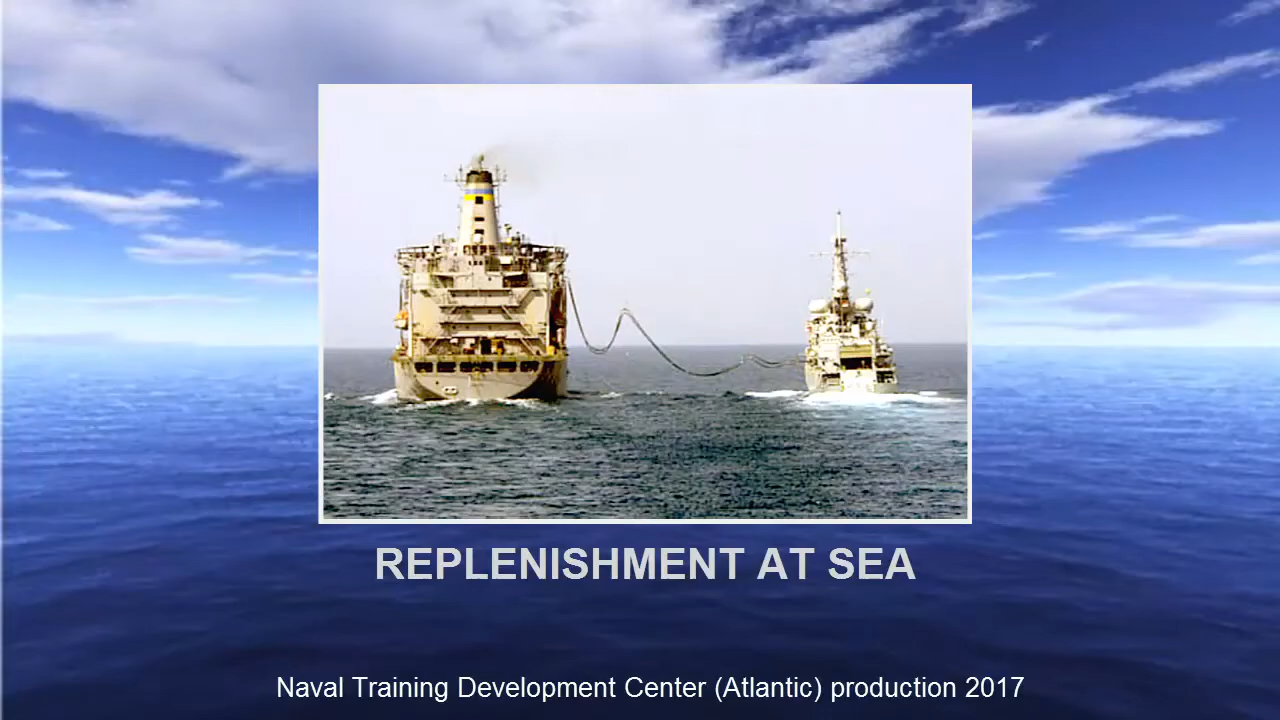 REPLENISHMENT AT SEA
Naval Training Development Center (Atlantic) production 2017